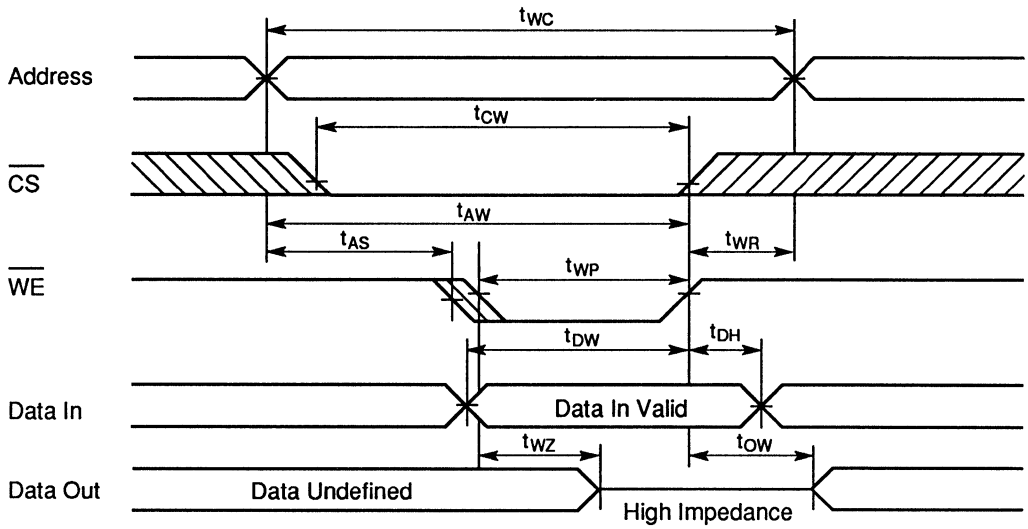 tWC
Address
tCW
CS
tAW
tAS
tWR
WE
tWP
tDW
tDH
Data In
Data In Valid
tWZ
tOW
Data Out
Data Undefined
High Impedance